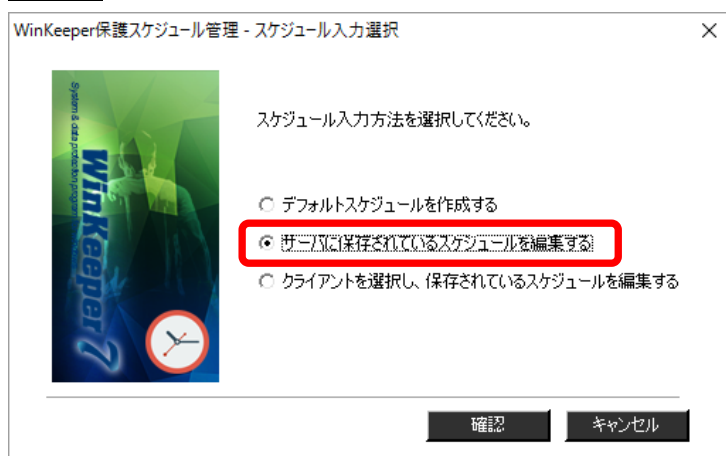 WinKeeper保護スケジュール管理 - スケジュール入力選択
System & data protection program
WinKeeper 7
スケジュール入力方法を選択してください。
デフォルトスケジュールを作成する
サーバに保存されているスケジュールを編集する
クライアントを選択し、保存されているスケジュールを編集する
確認
キャンセル